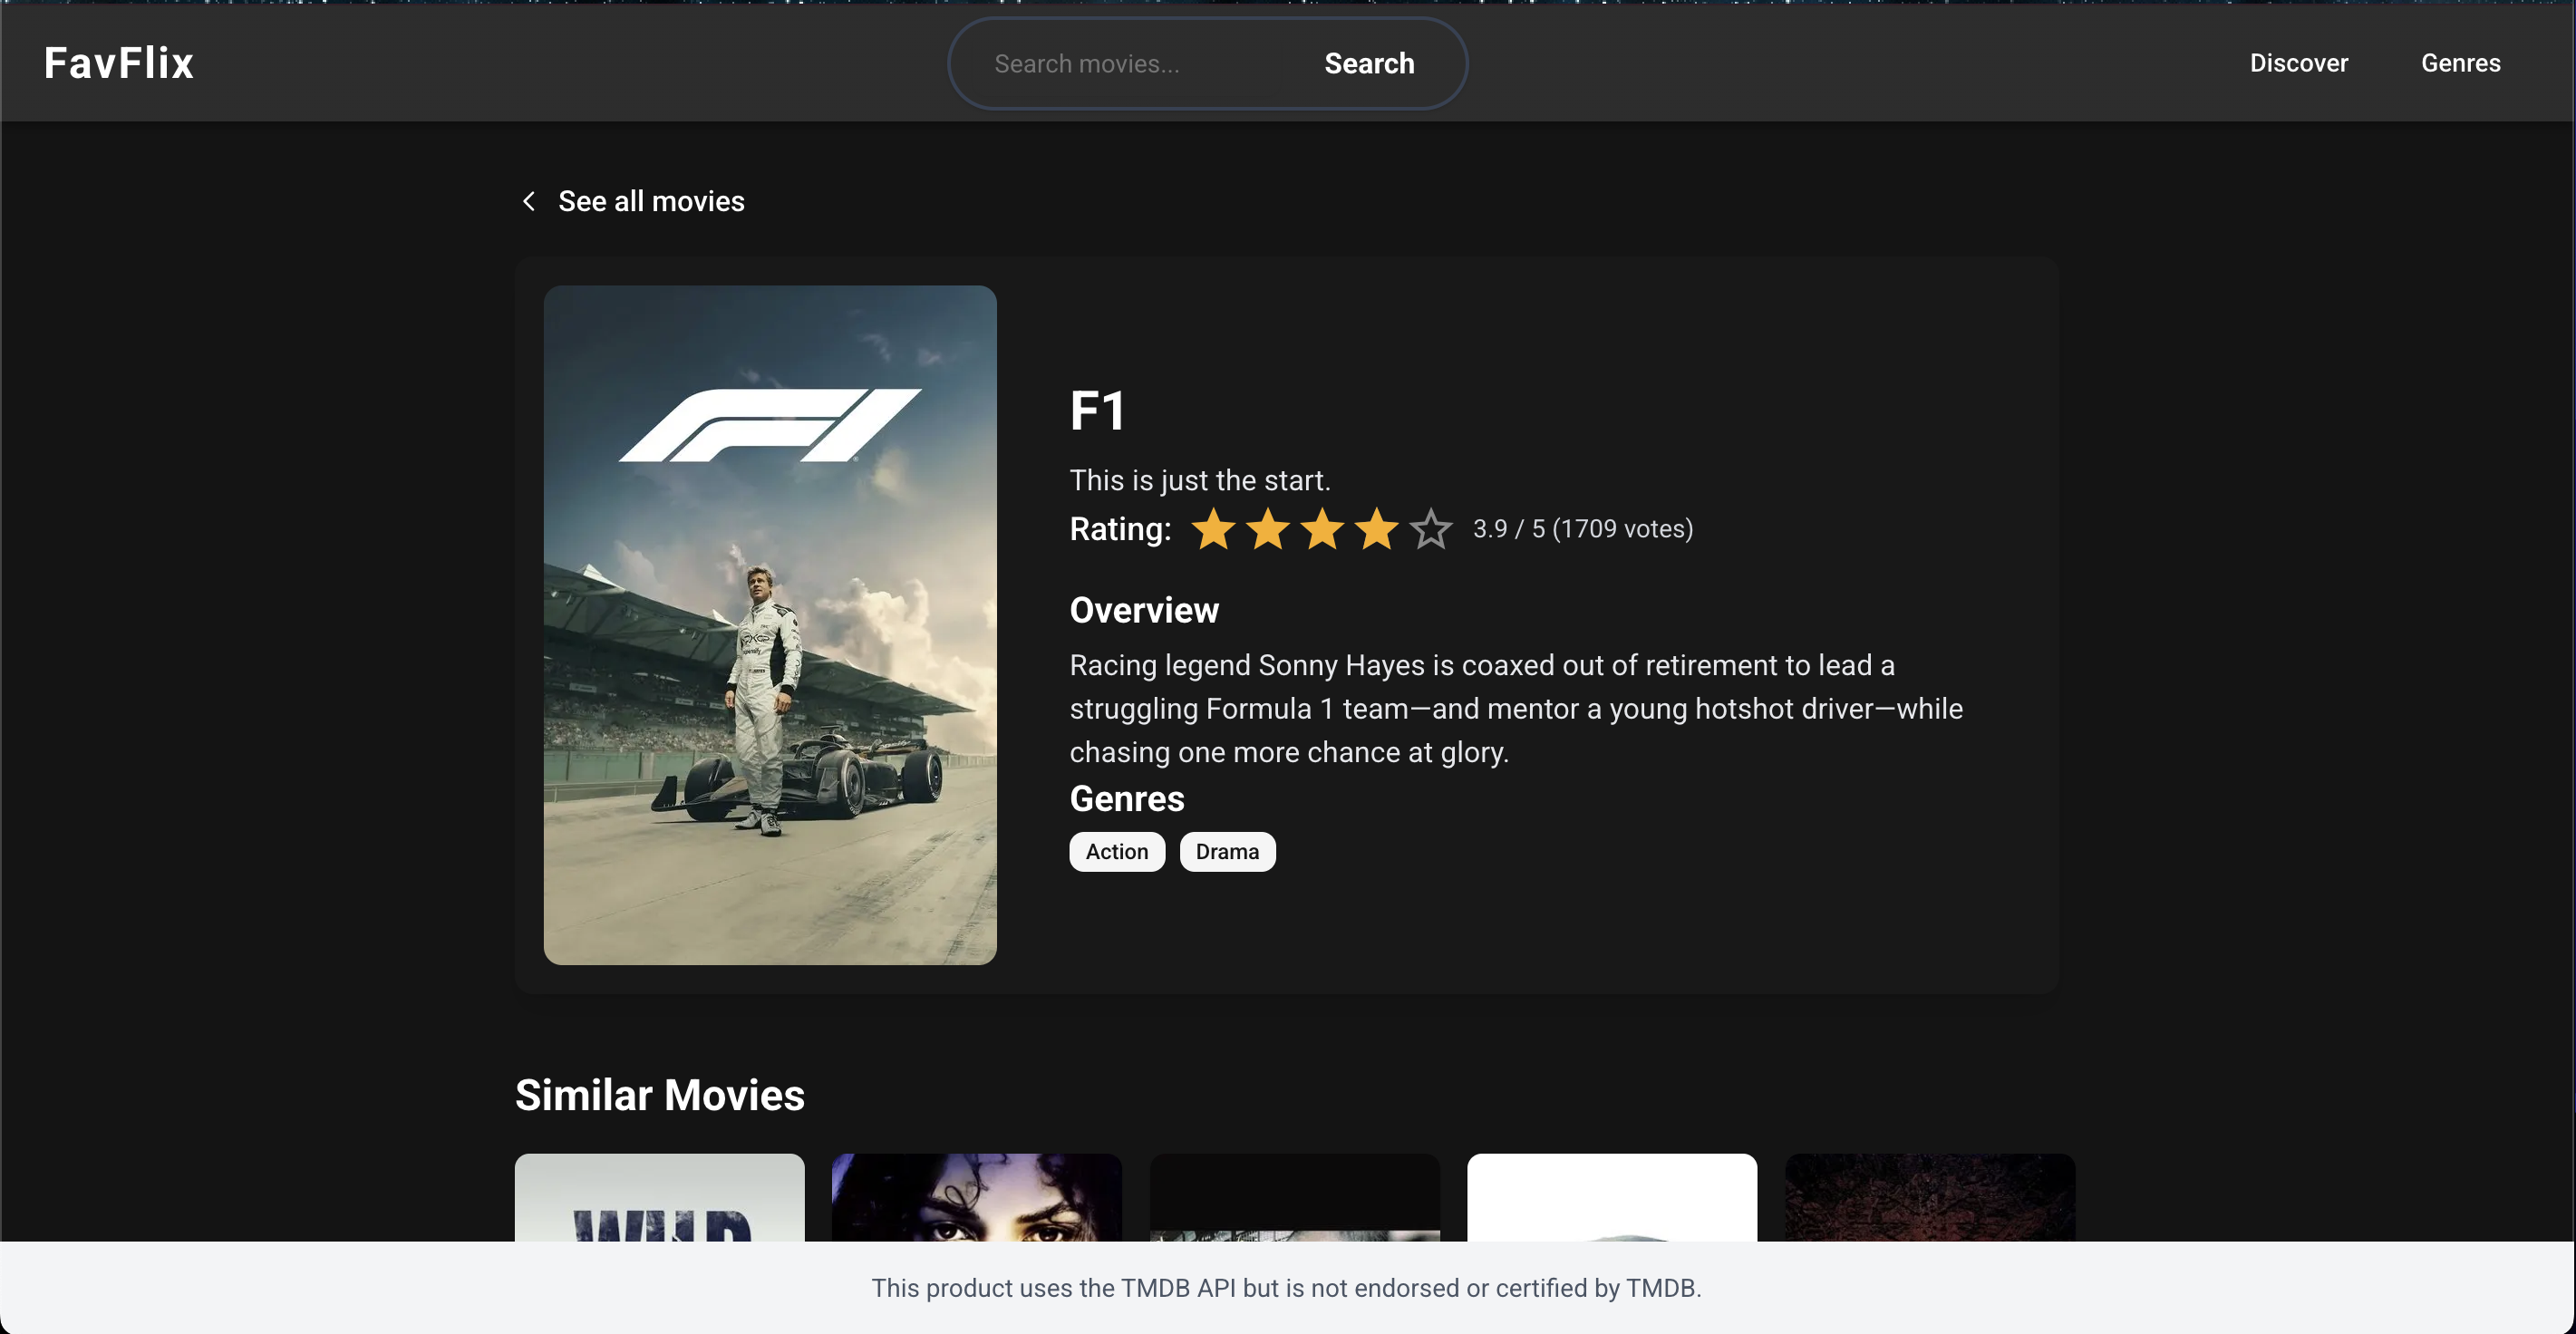 FavFlix
Search movies...
Search
Discover
Genres
See all movies
F1
F1
This is just the start.
Rating:
3.9 / 5 (1709 votes)
Overview
Racing legend Sonny Hayes is coaxed out of retirement to lead a
struggling Formula 1 team—and mentor a young hotshot driver—while
chasing one more chance at glory.
Genres
Action
Drama
Similar Movies
This product uses the TMDB API but is not endorsed or certified by TMDB.